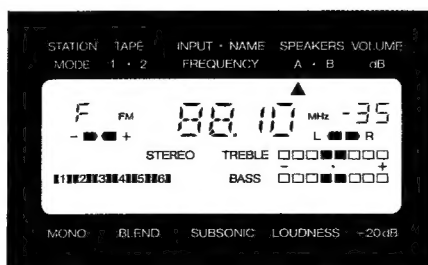 STATION TAPE INPUT · NAME SPEAKERS VOLUME
MODE 1 · 2 FREQUENCY A · B dB
F FM 88.10 MHz -35
- + L R
STEREO TREBLE
- +
1 2 3 4 5 6 BASS
MONO BLEND SUBSONIC LOUDNESS -20dB